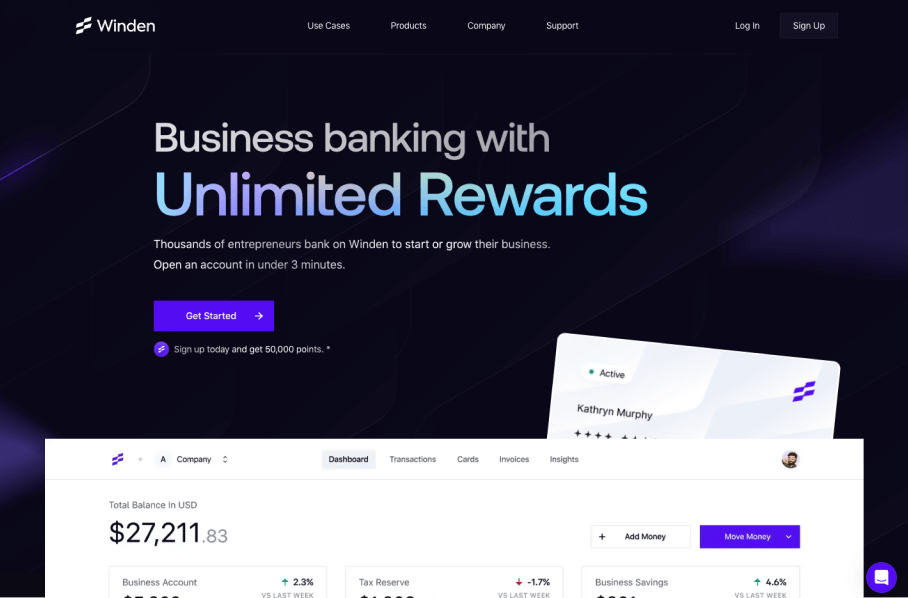 Winden
Use Cases Products Company Support Log In Sign Up
Business banking with
Unlimited Rewards
Thousands of entrepreneurs bank on Winden to start or grow their business.
Open an account in under 3 minutes.
Get Started
Sign up today and get 50,000 points. *
Active
Kathryn Murphy
A Company Dashboard Transactions Cards Invoices Insights
Total Balance In USD
$27,211.83
+ Add Money Move Money
Business Account 2.3%
VS LAST WEEK
Tax Reserve -1.7%
VS LAST WEEK
Business Savings 4.6%
VS LAST WEEK